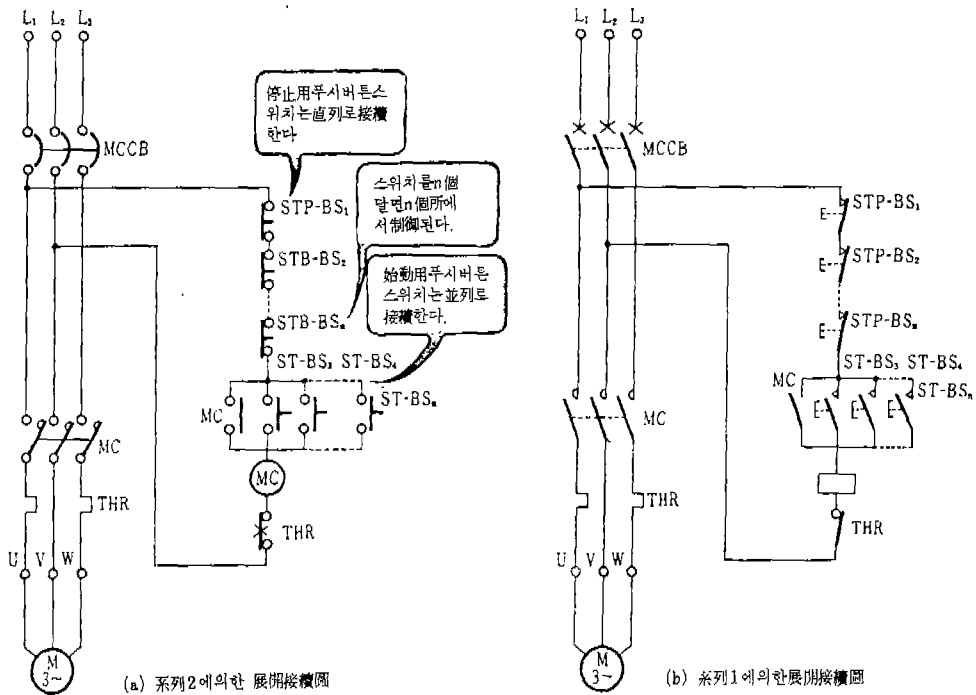 L₁ L₂ L₃
MCCB
停止用푸시버튼스
위치는直列로接續
한다.
STP-BS₁
스위치를n個
달면n個所에
서制御된다.
STB-BS₂
始動用푸시버튼
스위치는並列로
接續한다.
STB-BSₙ
ST-BS₃ ST-BS₄
ST-BSₙ
MC
MC
MC
THR
THR
U V W
M
3~
(a) 系列2에의한 展開接續圖
L₁ L₂ L₃
MCCB
STP-BS₁
STP-BS₂
STP-BSₙ
ST-BS₃ ST-BS₄
ST-BSₙ
MC
MC
THR
THR
U V W
M
3~
(b) 系列1에의한展開接續圖